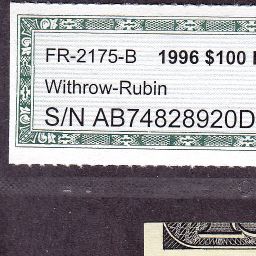 FR-2175-B 1996 $100
Withrow-Rubin
S/N AB74828920D